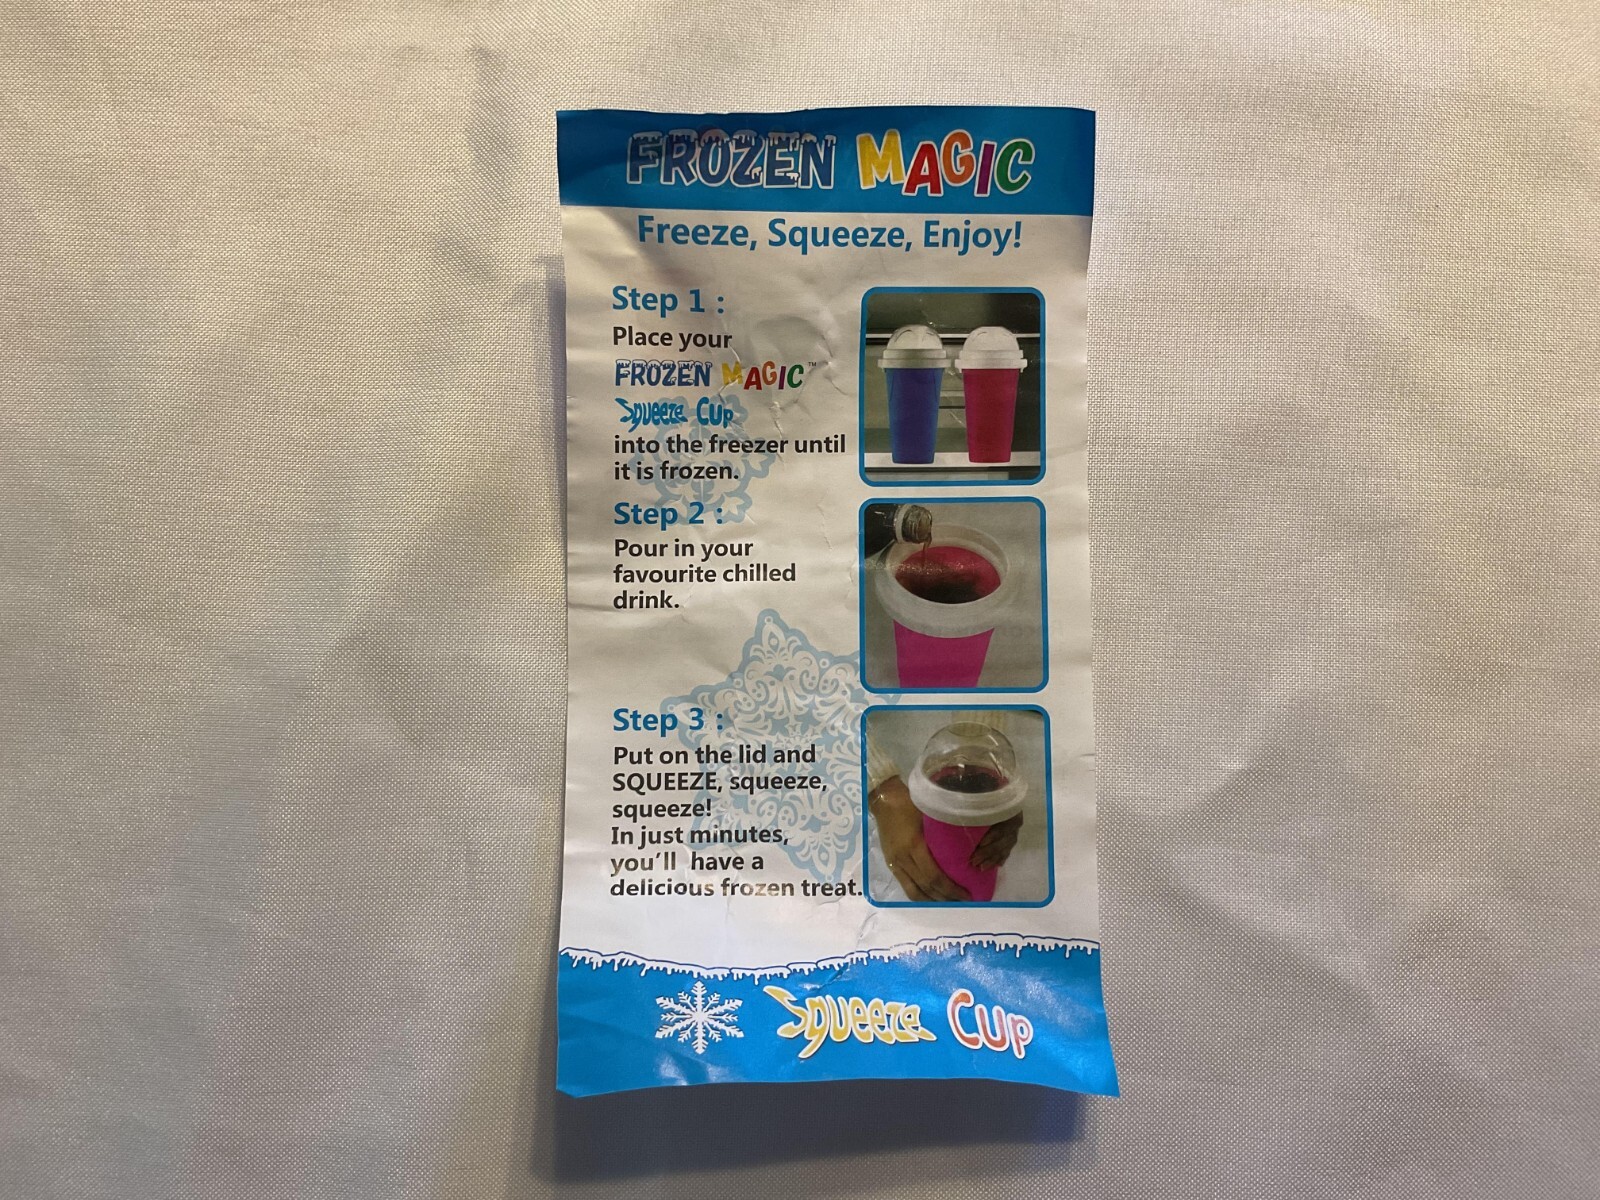 FROZEN MAGIC
Freeze, Squeeze, Enjoy!
Step 1 :
Place your
FROZEN MAGIC™
Squeeze Cup
into the freezer until
it is frozen.
Step 2 :
Pour in your
favourite chilled
drink.
Step 3 :
Put on the lid and
SQUEEZE, squeeze,
squeeze!
In just minutes,
you'll have a
delicious frozen treat.
Squeeze Cup